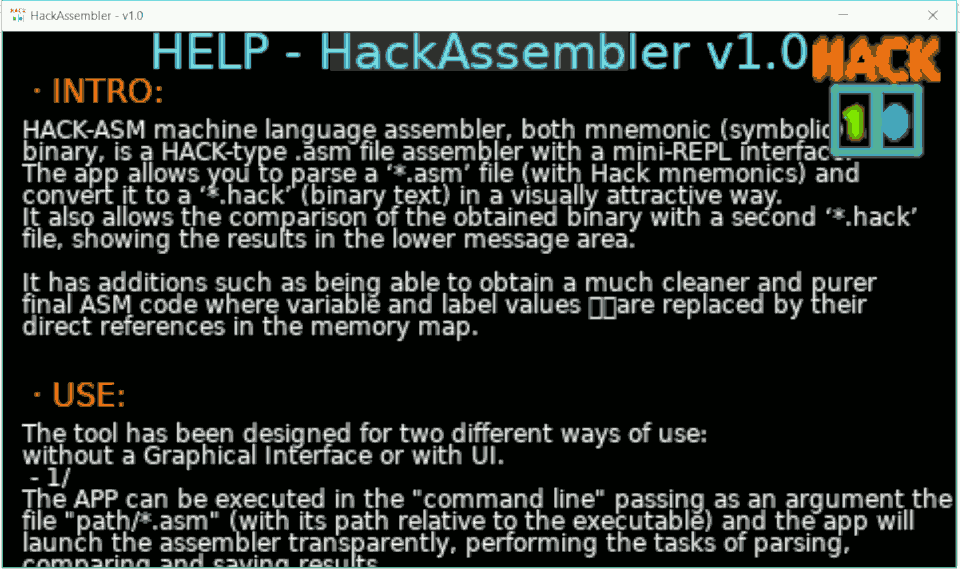 HackAssembler - v1.0
HELP - HackAssembler v1.0
HACK
10
· INTRO:
HACK-ASM machine language assembler, both mnemonic (symbolic)
binary, is a HACK-type .asm file assembler with a mini-REPL interface.
The app allows you to parse a ‘*.asm’ file (with Hack mnemonics) and
convert it to a ‘*.hack’ (binary text) in a visually attractive way.
It also allows the comparison of the obtained binary with a second ‘*.hack’
file, showing the results in the lower message area.
It has additions such as being able to obtain a much cleaner and purer
final ASM code where variable and label values are replaced by their
direct references in the memory map.
· USE:
The tool has been designed for two different ways of use:
without a Graphical Interface or with UI.
- 1/
The APP can be executed in the "command line" passing as an argument the
file "path/*.asm" (with its path relative to the executable) and the app will
launch the assembler transparently, performing the tasks of parsing,
comparing and saving results